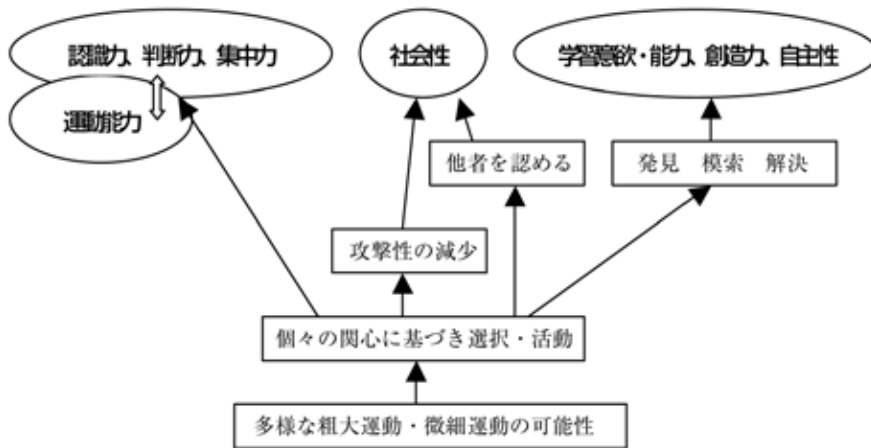 認識力、判断力、集中力
社会性
学習意欲・能力、創造力、自主性
運動能力
他者を認める
発見 模索 解決
攻撃性の減少
個々の関心に基づき選択・活動
多様な粗大運動・微細運動の可能性